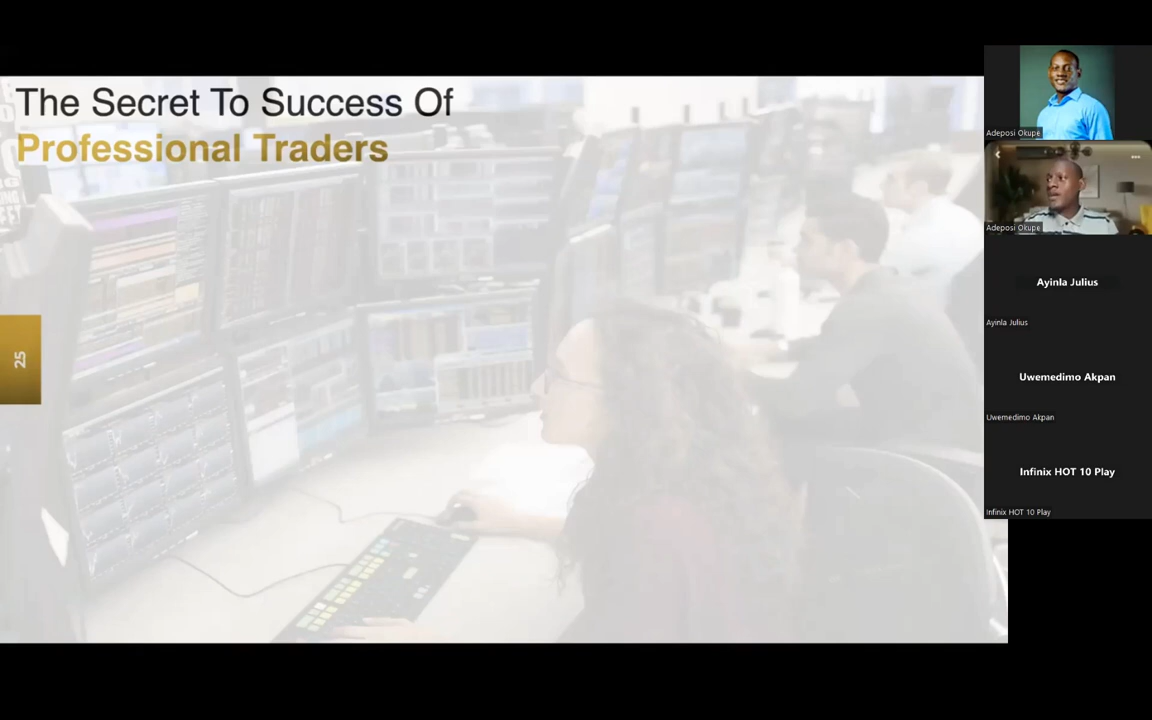 The Secret To Success Of
Professional Traders
25
Adeposi Okupe
Adeposi Okupe
Ayinla Julius
Ayinla Julius
Uwemedimo Akpan
Uwemedimo Akpan
Infinix HOT 10 Play
Infinix HOT 10 Play